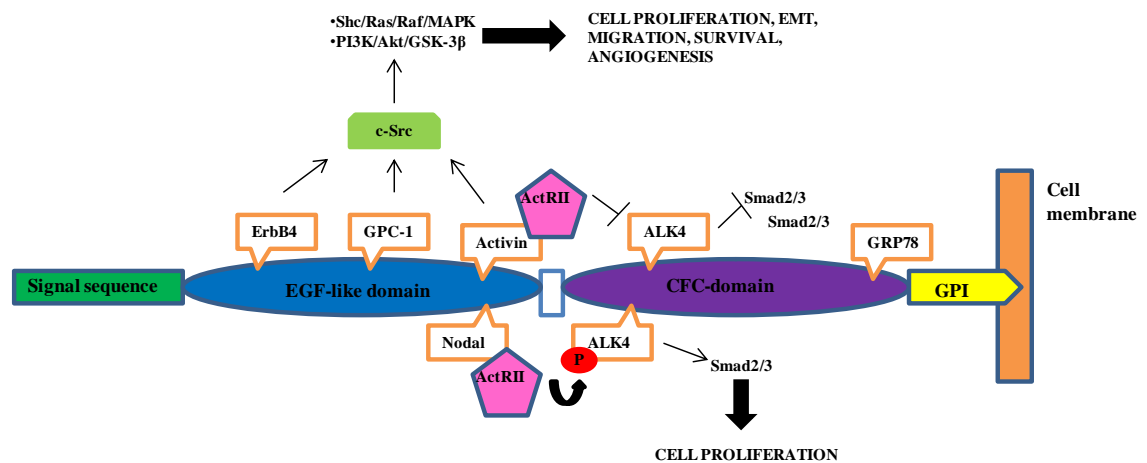 •Shc/Ras/Raf/MAPK
•PI3K/Akt/GSK-3β
CELL PROLIFERATION, EMT,
MIGRATION, SURVIVAL,
ANGIOGENESIS
c-Src
ActRII
Smad2/3
Smad2/3
Cell
membrane
ErbB4
GPC-1
Activin
ALK4
GRP78
Signal sequence
EGF-like domain
CFC-domain
GPI
Nodal
ActRII
P
ALK4
Smad2/3
CELL PROLIFERATION